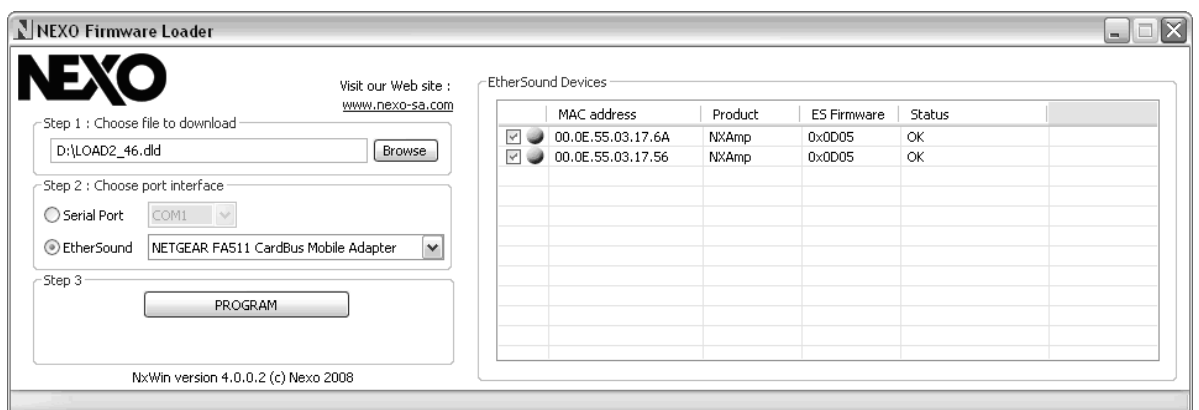 NEXO Firmware Loader
NEXO
Visit our Web site :
www.nexo-sa.com
Step 1 : Choose file to download
D:\LOAD2_46.dld
Browse
Step 2 : Choose port interface
Serial Port COM1
EtherSound NETGEAR FA511 CardBus Mobile Adapter
Step 3
PROGRAM
NxWin version 4.0.0.2 (c) Nexo 2008
EtherSound Devices
MAC address Product ES Firmware Status
00.0E.55.03.17.6A NXAmp 0x0D05 OK
00.0E.55.03.17.56 NXAmp 0x0D05 OK